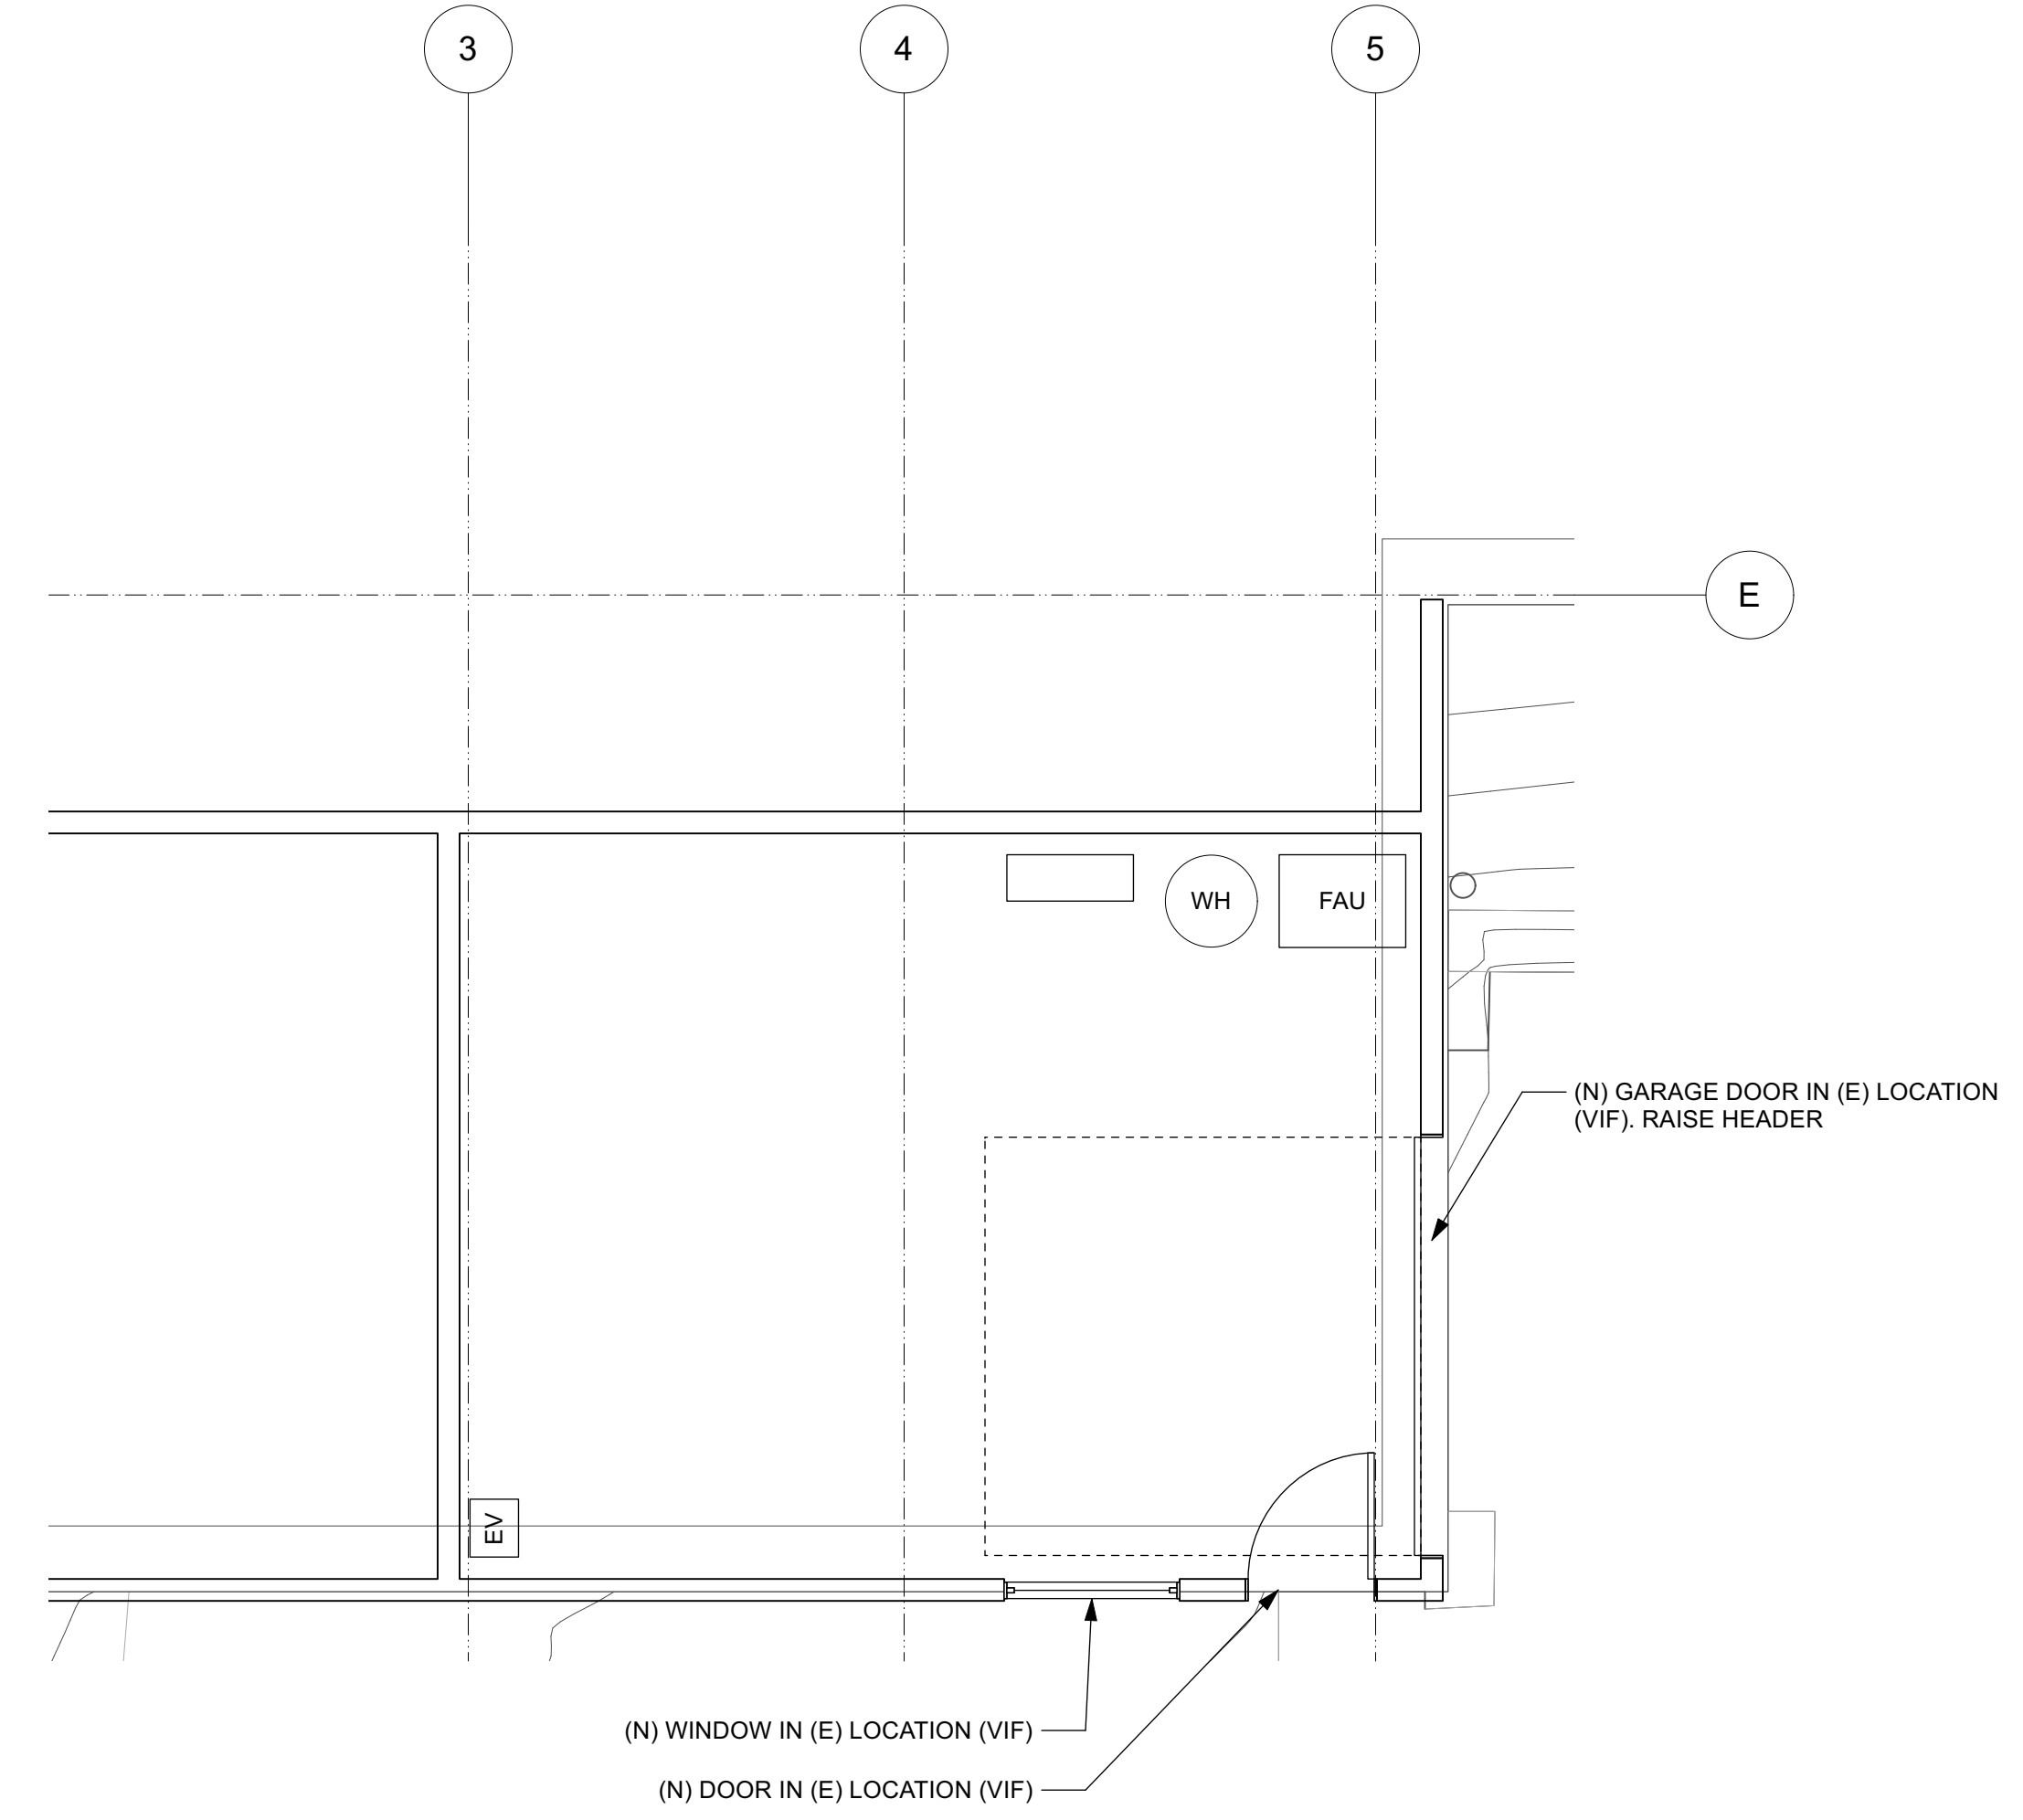 3
4
5
E
WH
FAU
(N) GARAGE DOOR IN (E) LOCATION
(VIF). RAISE HEADER
EV
(N) WINDOW IN (E) LOCATION (VIF)
(N) DOOR IN (E) LOCATION (VIF)